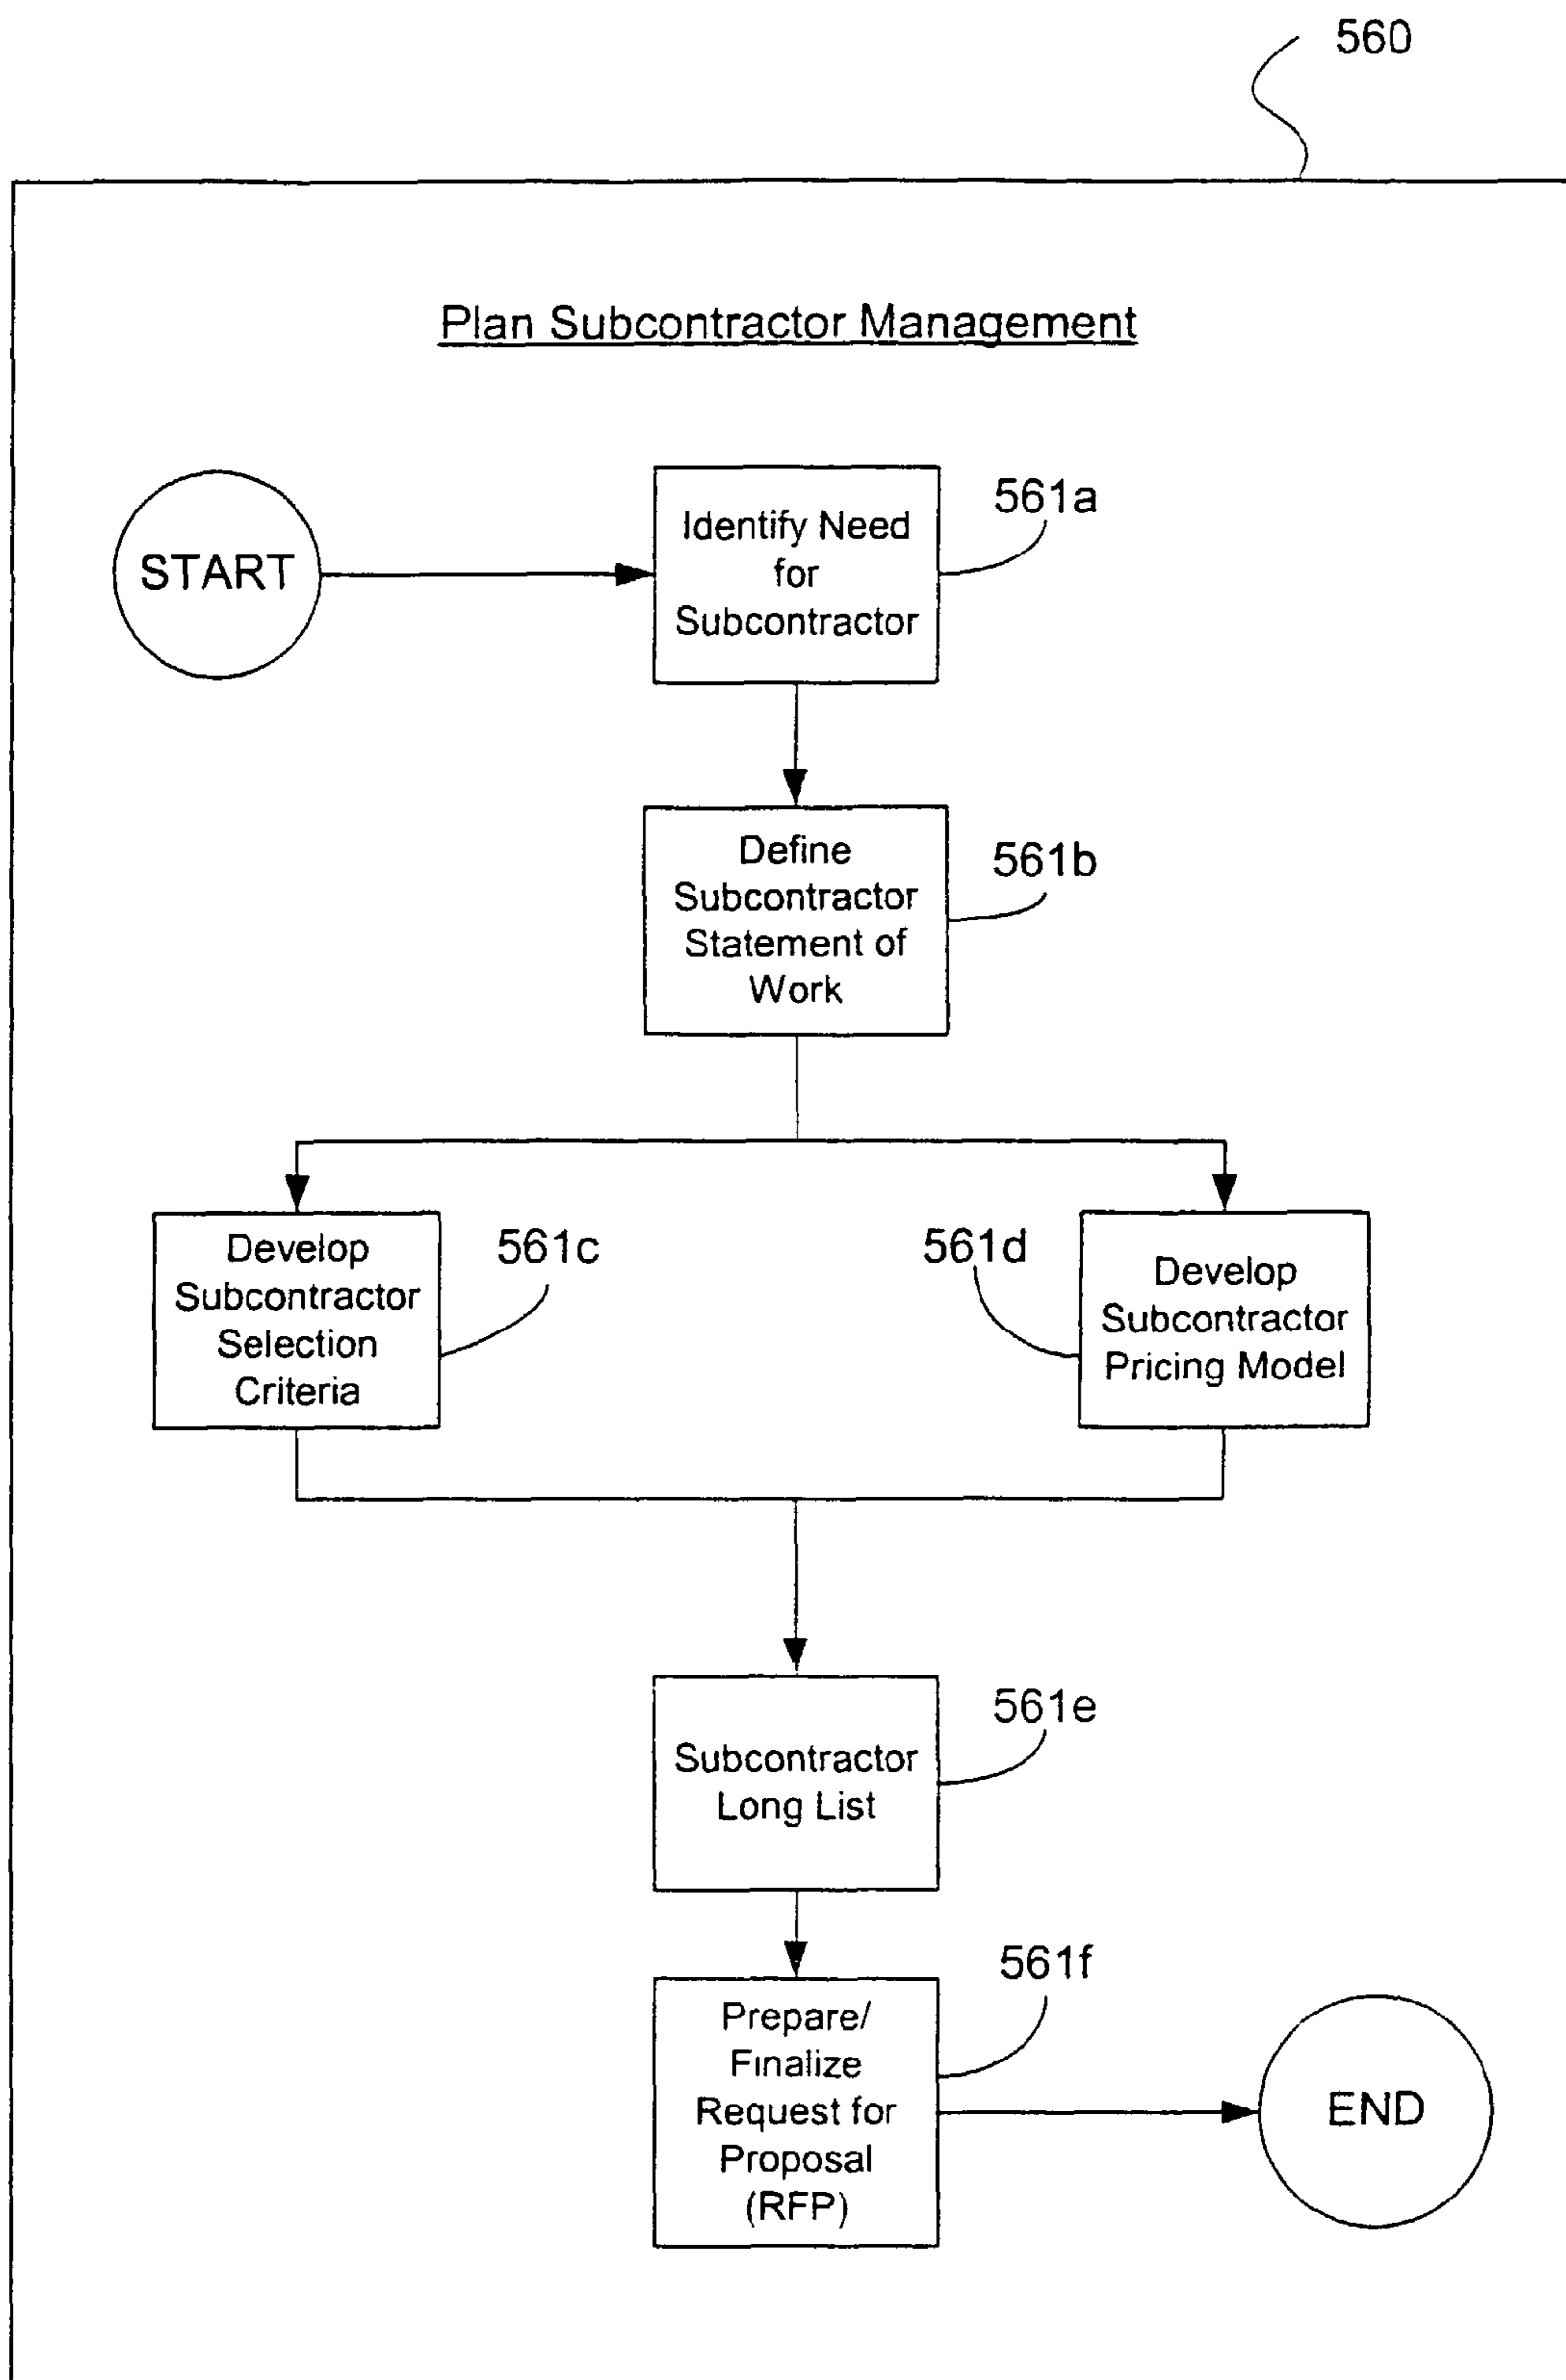 560
Plan Subcontractor Management
START
Identify Need
for
Subcontractor
561a
Define
Subcontractor
Statement of
Work
561b
Develop
Subcontractor
Selection
Criteria
561c
561d
Develop
Subcontractor
Pricing Model
Subcontractor
Long List
561e
Prepare/
Finalize
Request for
Proposal
(RFP)
561f
END